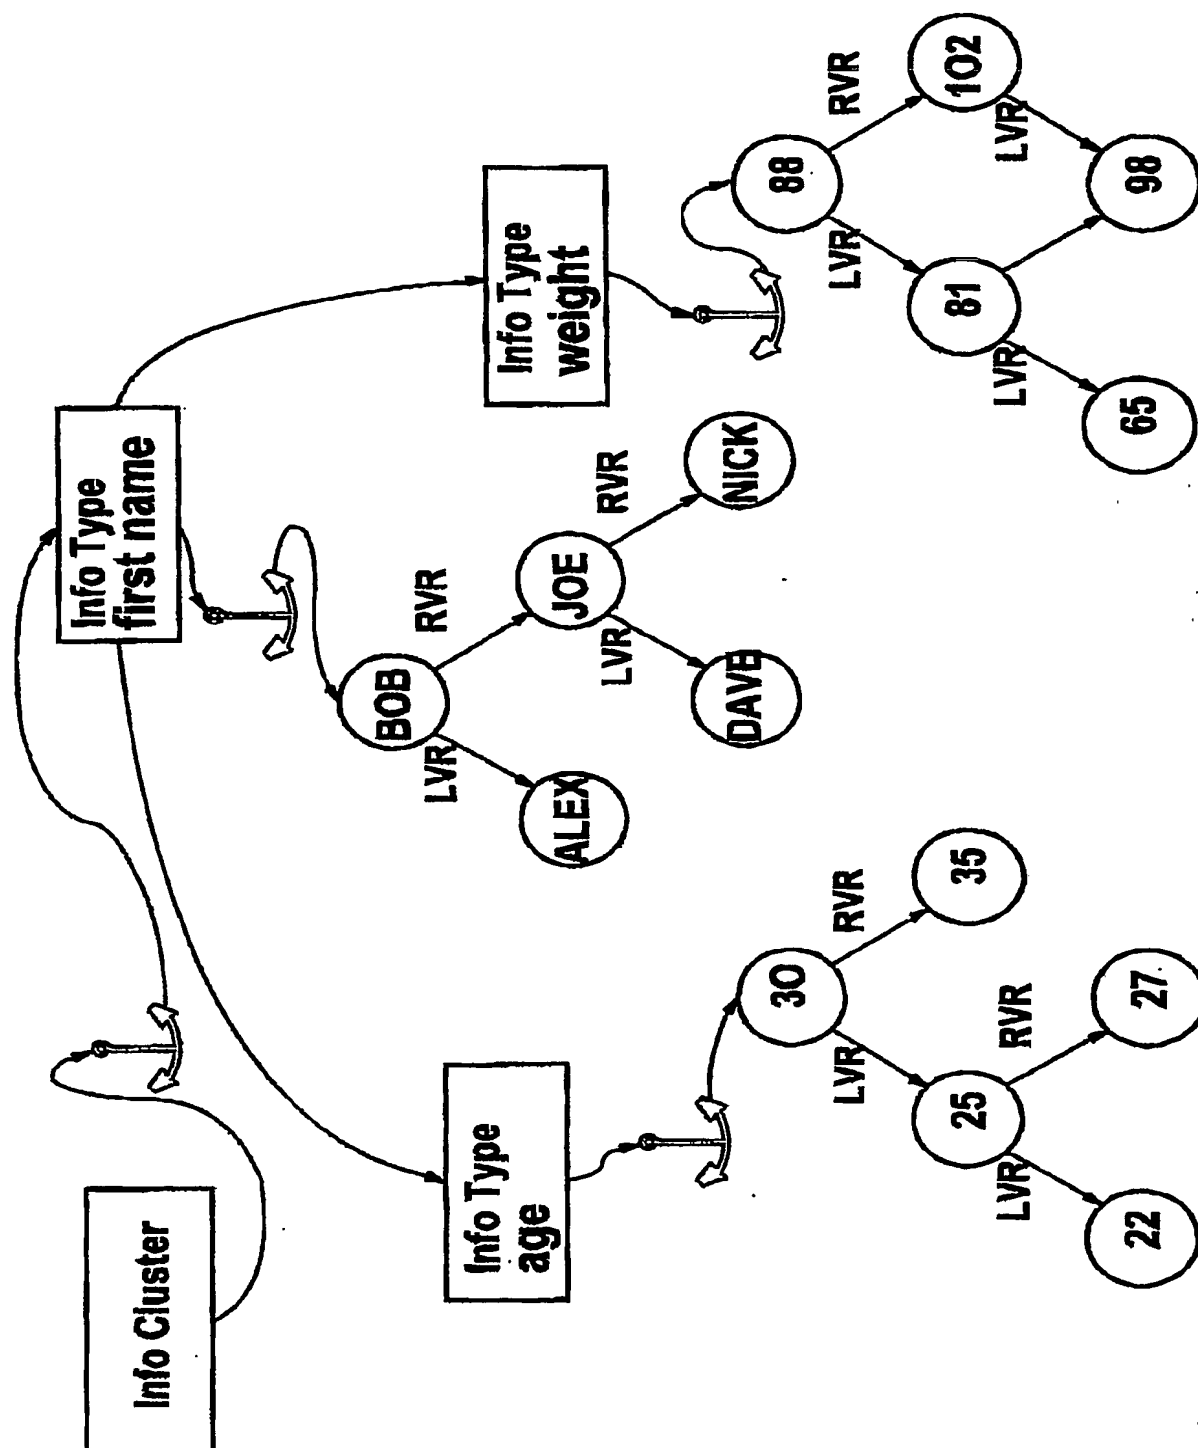 Info Cluster
Info Type
first name
Info Type
age
Info Type
weight
BOB
LVR
RVR
ALEX
JOE
LVR
RVR
DAVB
NICK
30
LVR
RVR
25
35
LVR
RVR
22
27
88
LVR
RVR
81
102
LVR
LVR
65
98